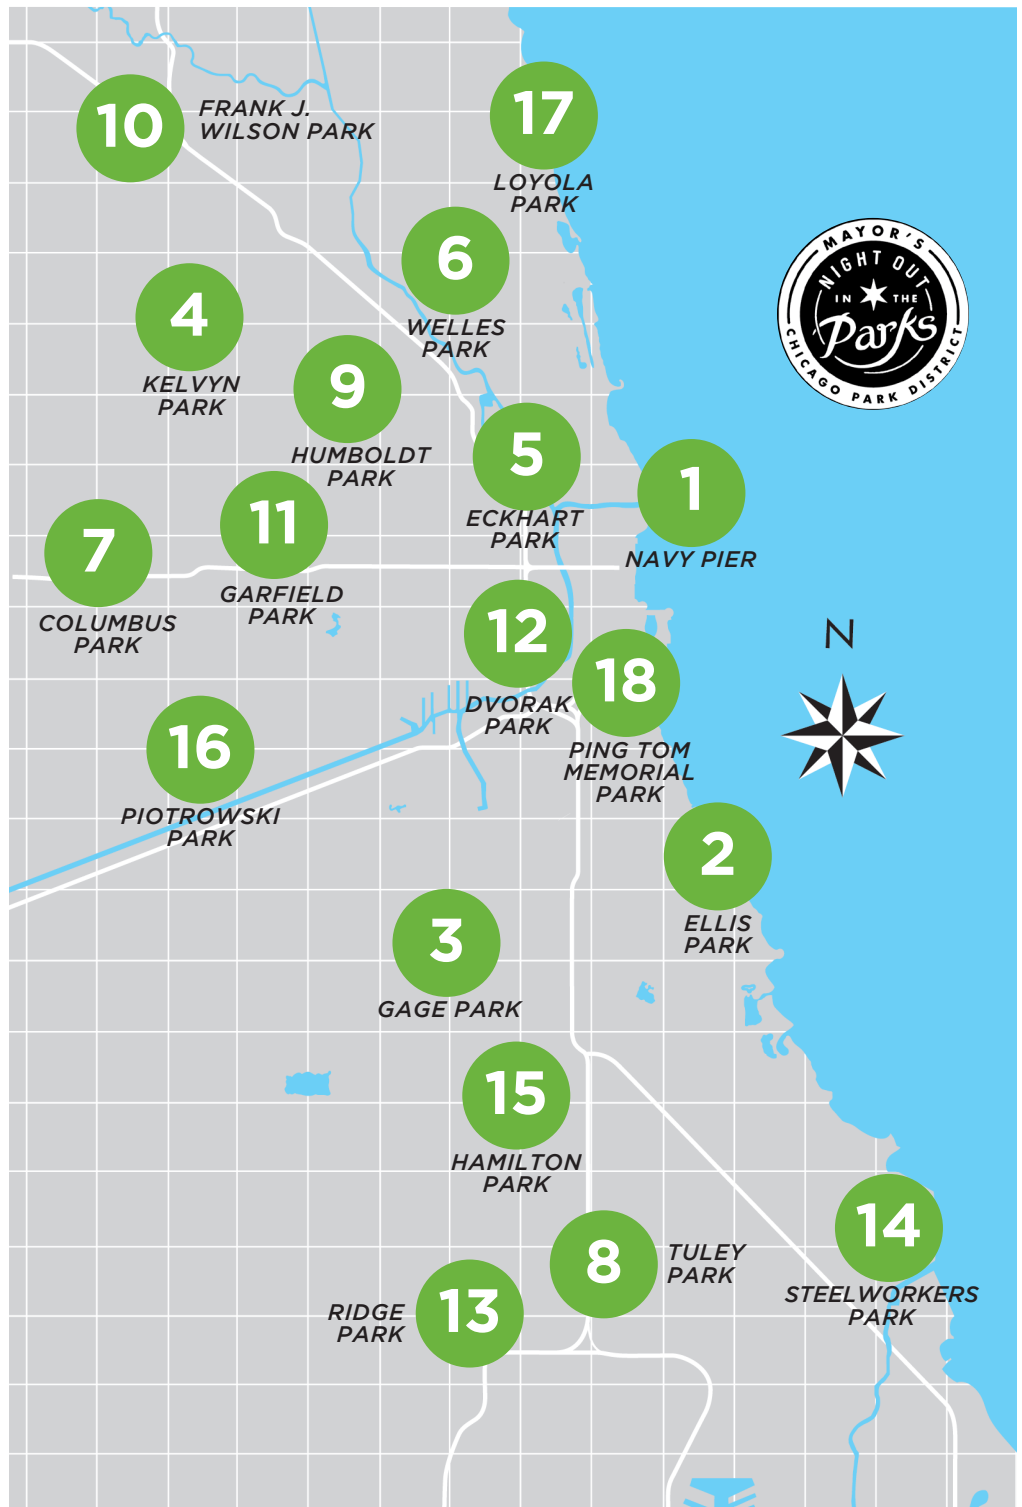 17
10
FRANK J.
WILSON PARK
LOYOLA
PARK
6
WELLES
PARK
MAYOR'S
NIGHT OUT
IN THE
Parks
CHICAGO PARK DISTRICT
4
KELVYN
PARK
9
HUMBOLDT
PARK
5
ECKHART
PARK
1
NAVY PIER
11
GARFIELD
PARK
7
COLUMBUS
PARK
12
DVORAK
PARK
N
18
PING TOM
MEMORIAL
PARK
16
PIOTROWSKI
PARK
2
ELLIS
PARK
3
GAGE PARK
15
HAMILTON
PARK
14
STEELWORKERS
PARK
8
TULEY
PARK
13
RIDGE
PARK